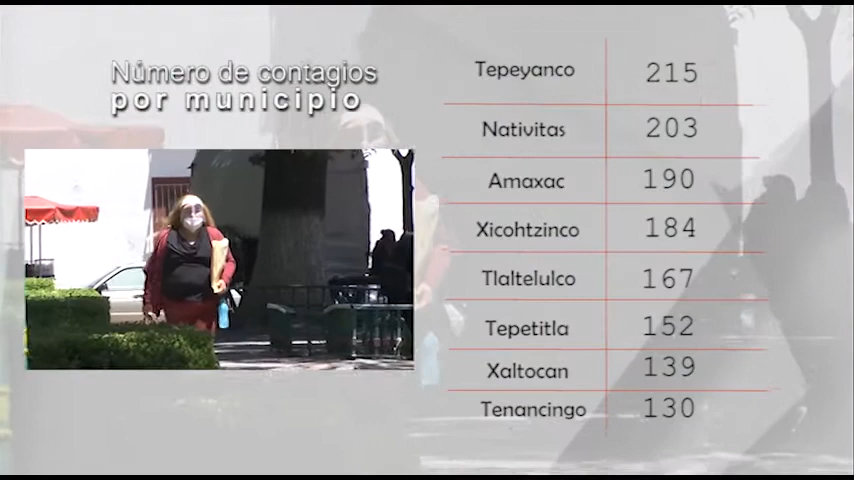 Número de contagios
por municipio
Tepeyanco 215
Nativitas 203
Amaxac 190
Xicohtzinco 184
Tlaltelulco 167
Tepetitla 152
Xaltocan 139
Tenancingo 130